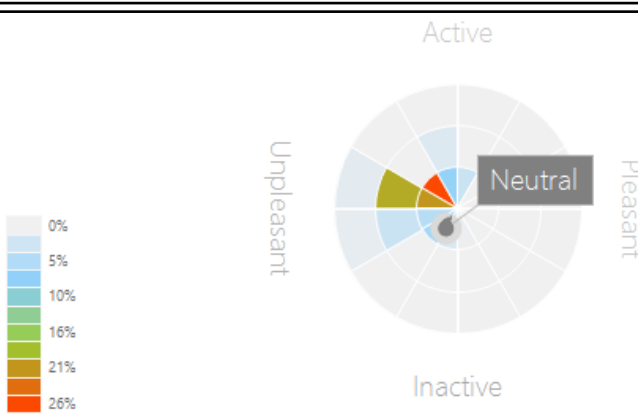 Active
Unpleasant
Neutral
Pleasant
0%
5%
10%
16%
21%
26%
Inactive